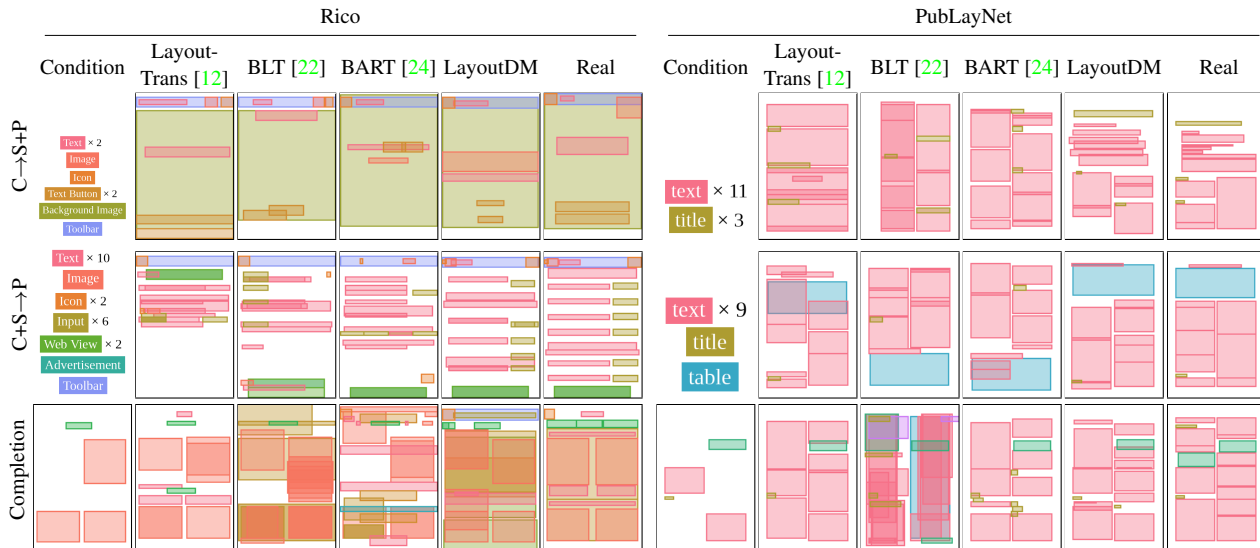 Rico
PubLayNet
Condition
Layout-
Trans [12]
BLT [22]
BART [24]
LayoutDM
Real
Condition
Layout-
Trans [12]
BLT [22]
BART [24]
LayoutDM
Real
C→S+P
Text × 2
Image
Icon
Text Button × 2
Background Image
Toolbar
text × 11
title × 3
C+S→P
Text × 10
Image
Icon × 2
Input × 6
Web View × 2
Advertisement
Toolbar
text × 9
title
table
Completion